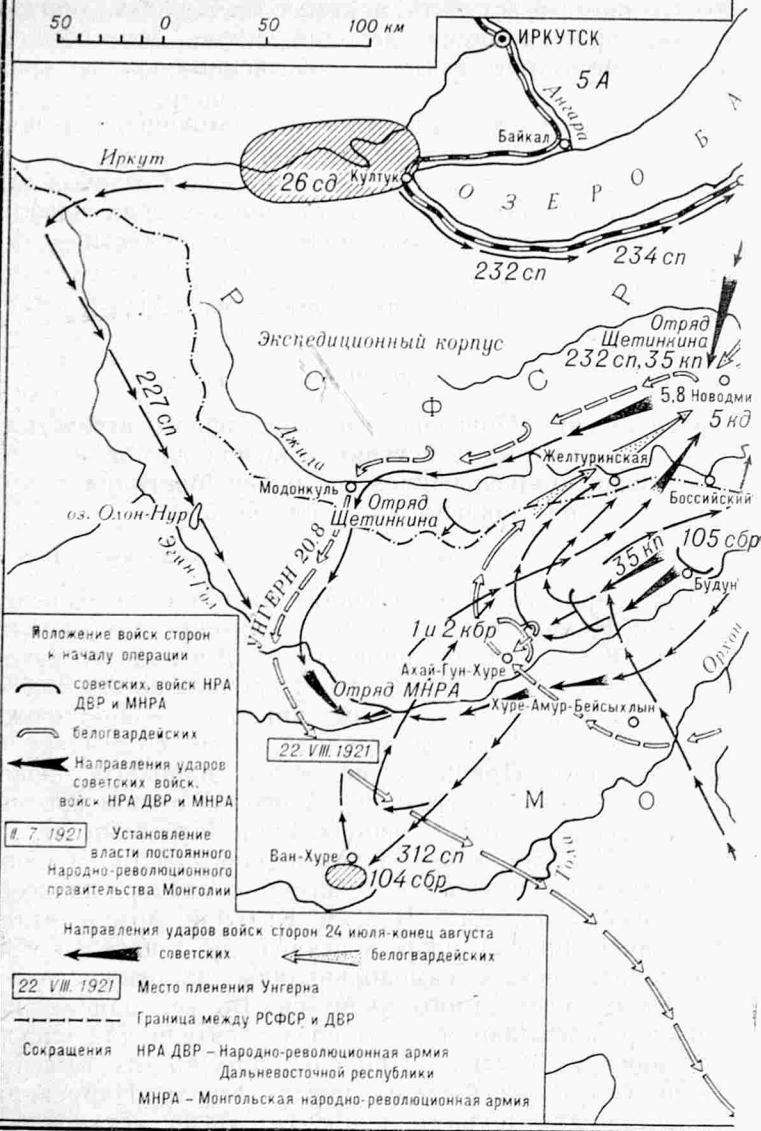 50 0 50 100 км
ИРКУТСК
5А
Ангара
Байкал
Иркут
26 сд
Култук
ОЗЕРО БА
232 сп
234 сп
Р С Ф С Р
Экспедиционный корпус
Отряд
Щетинкина
232 сп, 35 кп
5,8 Новодми
5 кд
227 сп
Джида
Желтуринская
Модонкуль
Боссийский
Отряд
Щетинкина
оз. Олон-Нур
Эгин-Гол
УНГЕРН 20.8
35 кп
105 сбр
Будун
1 и 2 кбр
Ахай-Гун-Хуре
Орхон
Отряд МНРА
Хуре-Амур-Бейсыхлын
22. VIII. 1921
М О
Ван-Хуре
312 сп
104 сбр
Тола
Положение войск сторон
к началу операции
советских, войск НРА
ДВР и МНРА
белогвардейских
Направления ударов
советских войск,
войск НРА ДВР и МНРА
11. 7. 1921 Установление
власти постоянного
Народно-революционного
правительства Монголии
Направления ударов войск сторон 24 июля-конец августа
советских
белогвардейских
22. VIII. 1921 Место пленения Унгерна
Граница между РСФСР и ДВР
Сокращения НРА ДВР – Народно-революционная армия
Дальневосточной республики
МНРА – Монгольская народно-революционная армия